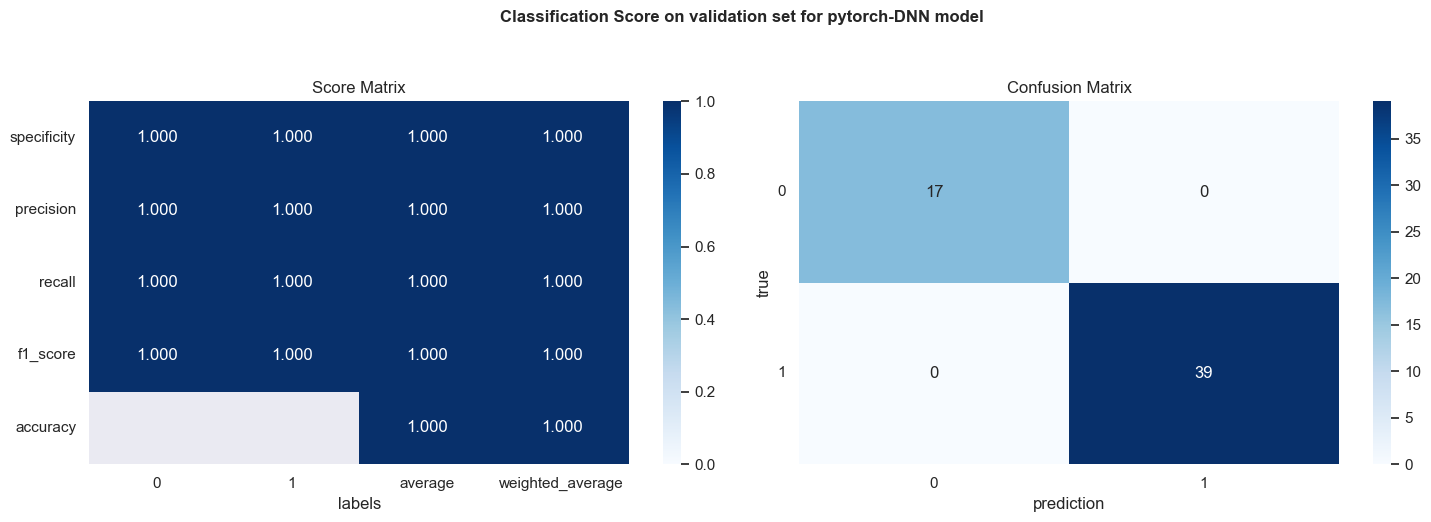 Classification Score on validation set for pytorch-DNN model
Score Matrix
specificity 1.000 1.000 1.000 1.000
precision 1.000 1.000 1.000 1.000
recall 1.000 1.000 1.000 1.000
f1_score 1.000 1.000 1.000 1.000
accuracy 1.000 1.000
0 1 average weighted_average
labels
1.0
0.8
0.6
0.4
0.2
0.0
Confusion Matrix
true
0 17 0
1 0 39
0 1
prediction
35
30
25
20
15
10
5
0